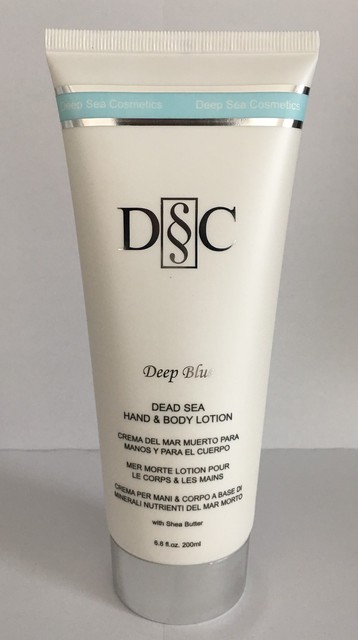 Deep Sea Cosmetics Deep Sea Cosmetics
D§C
Deep Blu
DEAD SEA
HAND & BODY LOTION
CREMA DEL MAR MUERTO PARA
MANOS Y PARA EL CUERPO
MER MORTE LOTION POUR
LE CORPS & LES MAINS
CREMA PER MANI & CORPO A BASE DI
MINERALI NUTRIENTI DEL MAR MORTO
with Shea Butter
6.8 fl.oz. 200ml